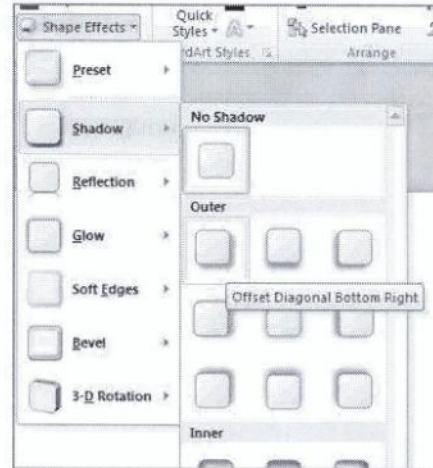 Shape Effects
Quick
Styles
Selection Pane
rdArt Styles
Arrange
Preset
Shadow
Reflection
Glow
Soft Edges
Bevel
3-D Rotation
No Shadow
Outer
Offset Diagonal Bottom Right
Inner